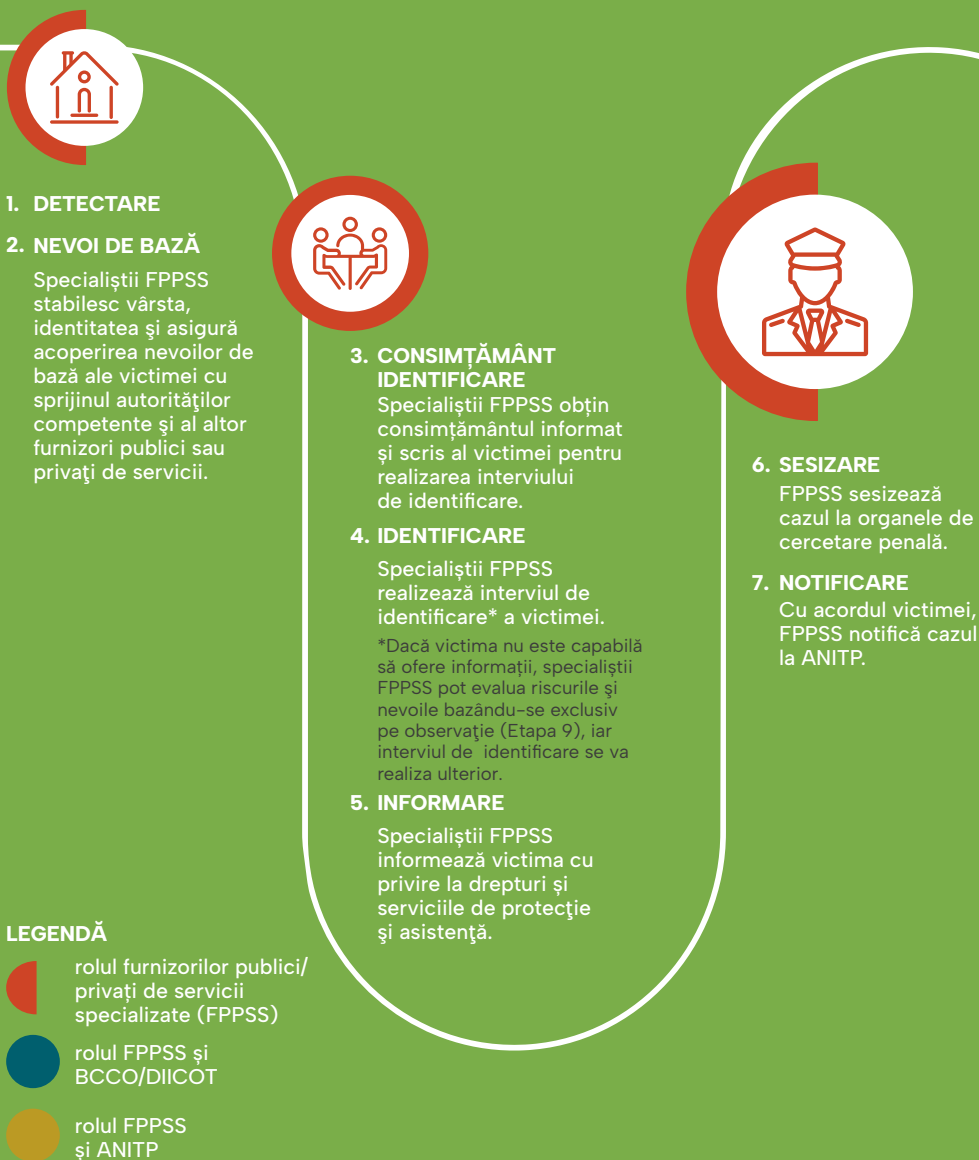 1. DETECTARE
2. NEVOI DE BAZĂ
Specialiștii FPPSS
stabilesc vârsta,
identitatea şi asigură
acoperirea nevoilor de
bază ale victimei cu
sprijinul autorităţilor
competente şi al altor
furnizori publici sau
privaţi de servicii.
3. CONSIMȚĂMÂNT
IDENTIFICARE
Specialiștii FPPSS obțin
consimțământul informat
și scris al victimei pentru
realizarea interviului
de identificare.
4. IDENTIFICARE
Specialiștii FPPSS
realizează interviul de
identificare* a victimei.
*Dacă victima nu este capabilă
să ofere informații, specialiștii
FPPSS pot evalua riscurile şi
nevoile bazându-se exclusiv
pe observaţie (Etapa 9), iar
interviul de identificare se va
realiza ulterior.
5. INFORMARE
Specialiștii FPPSS
informează victima cu
privire la drepturi și
serviciile de protecţie
şi asistenţă.
6. SESIZARE
FPPSS sesizează
cazul la organele de
cercetare penală.
7. NOTIFICARE
Cu acordul victimei,
FPPSS notifică cazul
la ANITP.
LEGENDĂ
rolul furnizorilor publici/
privați de servicii
specializate (FPPSS)
rolul FPPSS și
BCCO/DIICOT
rolul FPPSS
și ANITP